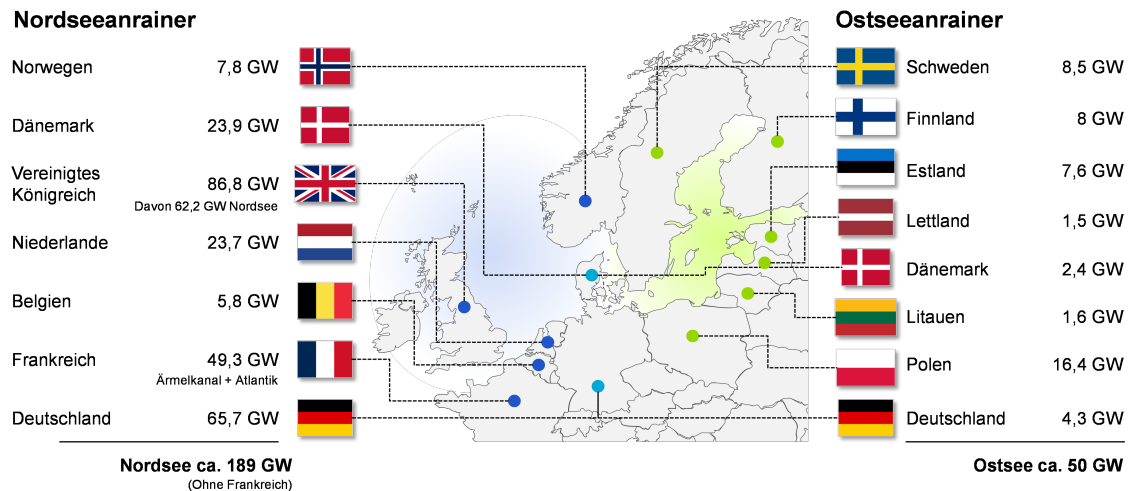 Nordseeanrainer
Norwegen 7,8 GW
Dänemark 23,9 GW
Vereinigtes
Königreich 86,8 GW
Davon 62,2 GW Nordsee
Niederlande 23,7 GW
Belgien 5,8 GW
Frankreich 49,3 GW
Ärmelkanal + Atlantik
Deutschland 65,7 GW
Nordsee ca. 189 GW
(Ohne Frankreich)
Ostseeanrainer
Schweden 8,5 GW
Finnland 8 GW
Estland 7,6 GW
Lettland 1,5 GW
Dänemark 2,4 GW
Litauen 1,6 GW
Polen 16,4 GW
Deutschland 4,3 GW
Ostsee ca. 50 GW